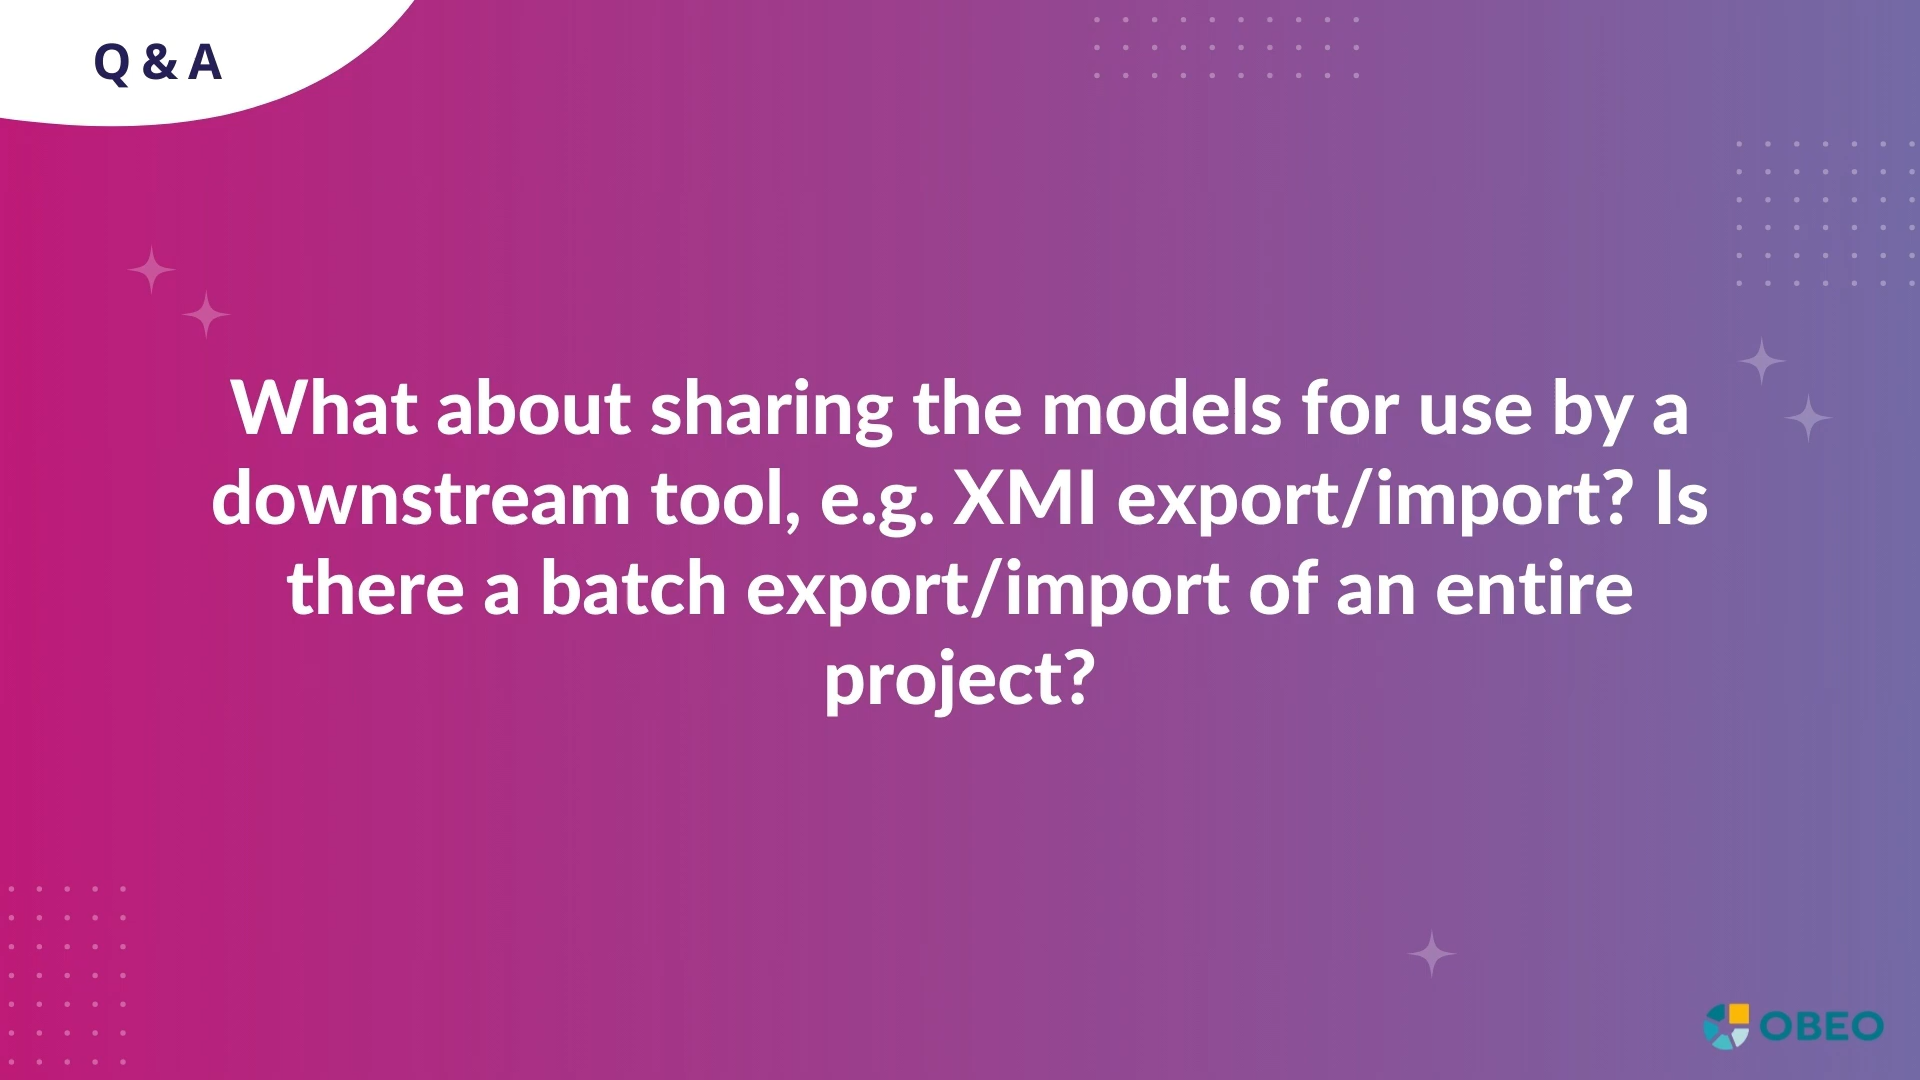 Q & A
What about sharing the models for use by a
downstream tool, e.g. XMI export/import? Is
there a batch export/import of an entire
project?
OBEO